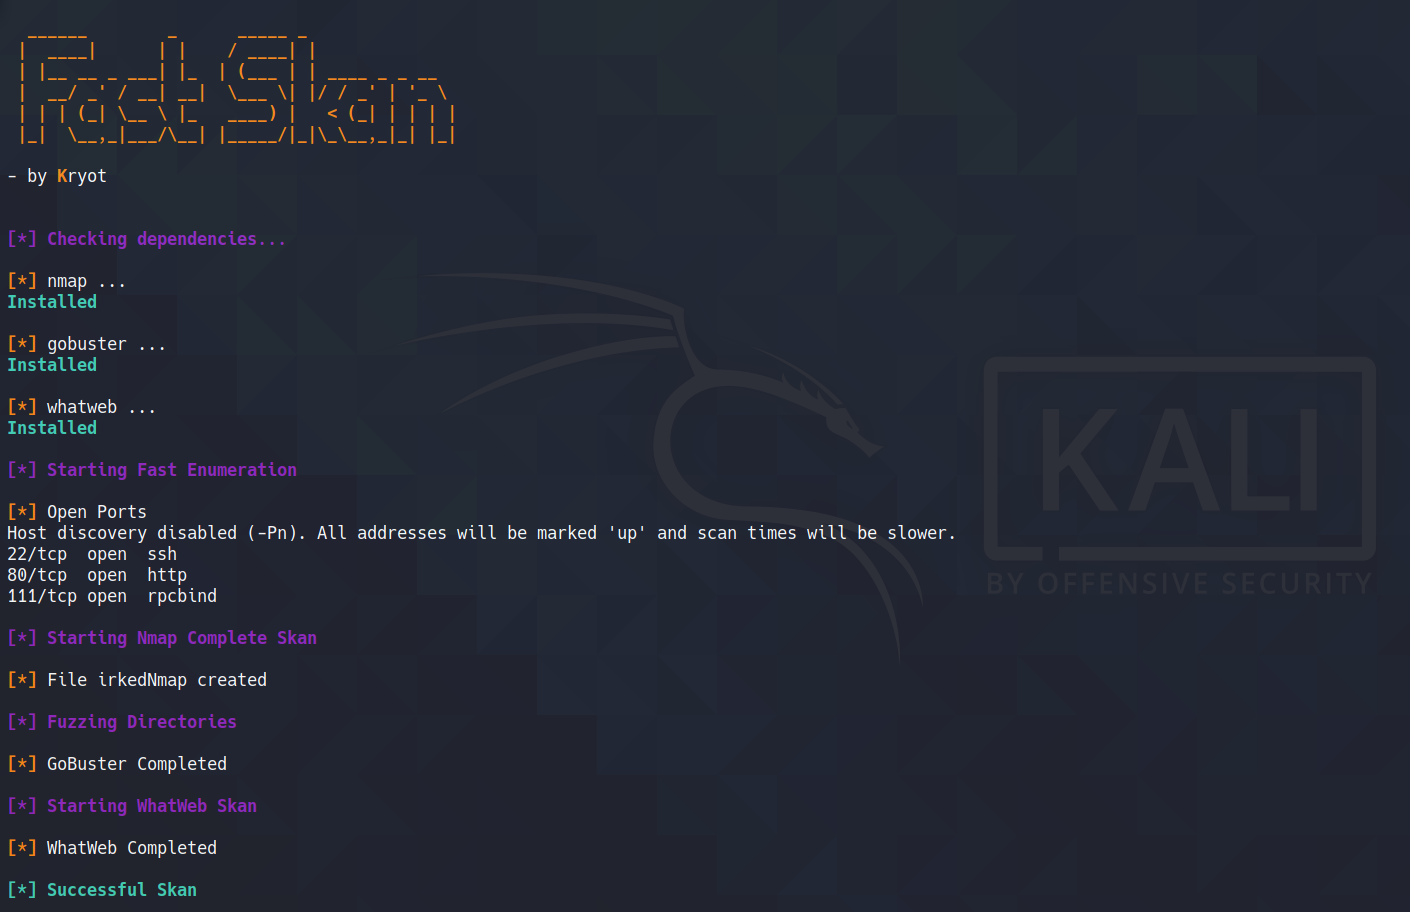 Fast Skan
- by Kryot
[*] Checking dependencies...
[*] nmap ...
Installed
[*] gobuster ...
Installed
[*] whatweb ...
Installed
[*] Starting Fast Enumeration
[*] Open Ports
Host discovery disabled (-Pn). All addresses will be marked 'up' and scan times will be slower.
22/tcp  open  ssh
80/tcp  open  http
111/tcp open  rpcbind
[*] Starting Nmap Complete Skan
[*] File irkedNmap created
[*] Fuzzing Directories
[*] GoBuster Completed
[*] Starting WhatWeb Skan
[*] WhatWeb Completed
[*] Successful Skan
KALI
BY OFFENSIVE SECURITY